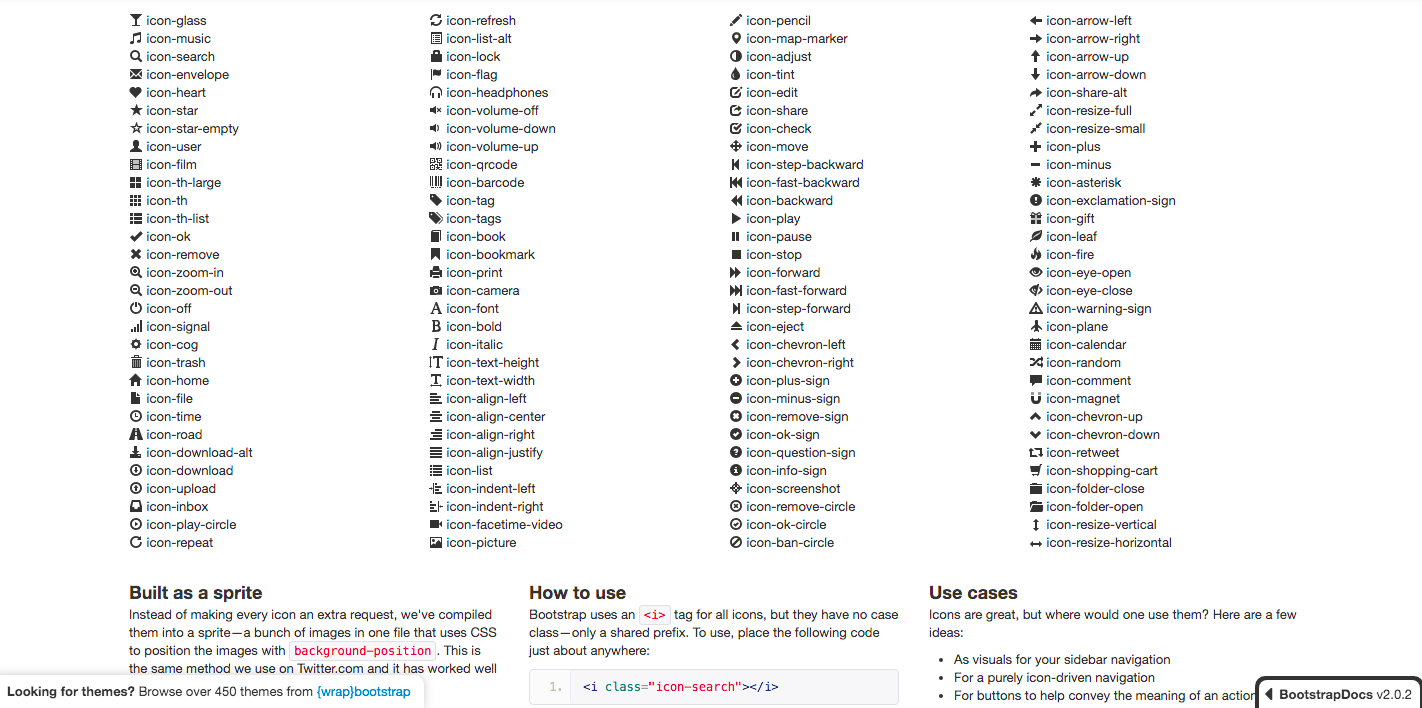 icon-glass
icon-music
icon-search
icon-envelope
icon-heart
icon-star
icon-star-empty
icon-user
icon-film
icon-th-large
icon-th
icon-th-list
icon-ok
icon-remove
icon-zoom-in
icon-zoom-out
icon-off
icon-signal
icon-cog
icon-trash
icon-home
icon-file
icon-time
icon-road
icon-download-alt
icon-download
icon-upload
icon-inbox
icon-play-circle
icon-repeat
icon-refresh
icon-list-alt
icon-lock
icon-flag
icon-headphones
icon-volume-off
icon-volume-down
icon-volume-up
icon-qrcode
icon-barcode
icon-tag
icon-tags
icon-book
icon-bookmark
icon-print
icon-camera
icon-font
icon-bold
icon-italic
icon-text-height
icon-text-width
icon-align-left
icon-align-center
icon-align-right
icon-align-justify
icon-list
icon-indent-left
icon-indent-right
icon-facetime-video
icon-picture
icon-pencil
icon-map-marker
icon-adjust
icon-tint
icon-edit
icon-share
icon-check
icon-move
icon-step-backward
icon-fast-backward
icon-backward
icon-play
icon-pause
icon-stop
icon-forward
icon-fast-forward
icon-step-forward
icon-eject
icon-chevron-left
icon-chevron-right
icon-plus-sign
icon-minus-sign
icon-remove-sign
icon-ok-sign
icon-question-sign
icon-info-sign
icon-screenshot
icon-remove-circle
icon-ok-circle
icon-ban-circle
icon-arrow-left
icon-arrow-right
icon-arrow-up
icon-arrow-down
icon-share-alt
icon-resize-full
icon-resize-small
icon-plus
icon-minus
icon-asterisk
icon-exclamation-sign
icon-gift
icon-leaf
icon-fire
icon-eye-open
icon-eye-close
icon-warning-sign
icon-plane
icon-calendar
icon-random
icon-comment
icon-magnet
icon-chevron-up
icon-chevron-down
icon-retweet
icon-shopping-cart
icon-folder-close
icon-folder-open
icon-resize-vertical
icon-resize-horizontal
Built as a sprite
Instead of making every icon an extra request, we've compiled
them into a sprite—a bunch of images in one file that uses CSS
to position the images with background-position. This is
the same method we use on Twitter.com and it has worked well
How to use
Bootstrap uses an <i> tag for all icons, but they have no case
class—only a shared prefix. To use, place the following code
just about anywhere:
1. <i class="icon-search"></i>
Use cases
Icons are great, but where would one use them? Here are a few
ideas:
• As visuals for your sidebar navigation
• For a purely icon-driven navigation
• For buttons to help convey the meaning of an action
Looking for themes? Browse over 450 themes from {wrap}bootstrap
BootstrapDocs v2.0.2